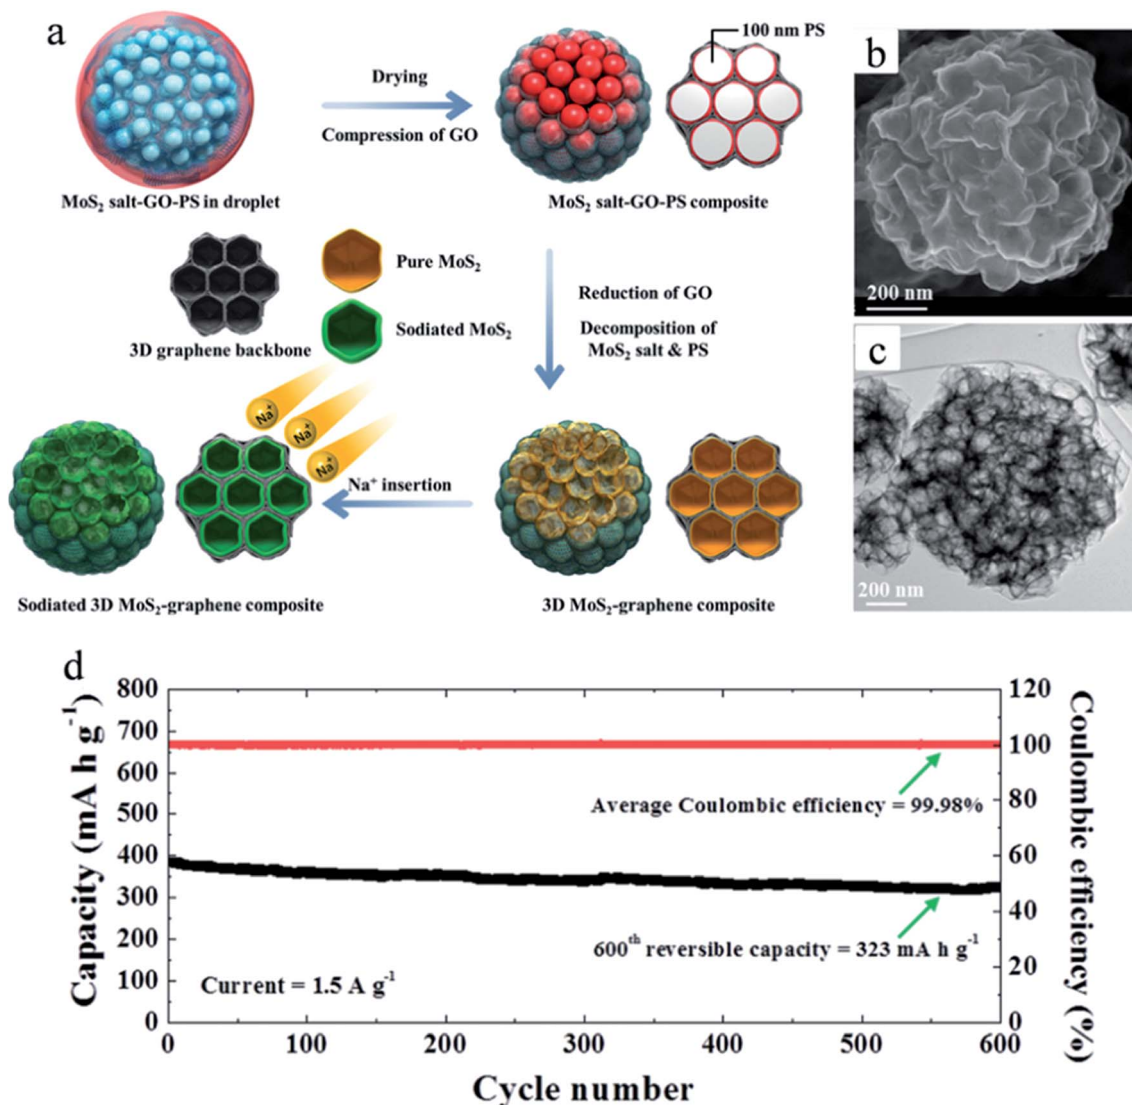 a
Drying
Compression of GO
100 nm PS
MoS₂ salt-GO-PS in droplet
MoS₂ salt-GO-PS composite
Pure MoS₂
Sodiated MoS₂
3D graphene backbone
Reduction of GO
Decomposition of
MoS₂ salt & PS
Na⁺
Na⁺
Na⁺
Na⁺ insertion
Sodiated 3D MoS₂-graphene composite
3D MoS₂-graphene composite
b
200 nm
c
200 nm
d
Capacity (mA h g⁻¹)
800
700
600
500
400
300
200
100
0
Average Coulombic efficiency = 99.98%
600ᵗʰ reversible capacity = 323 mA h g⁻¹
Current = 1.5 A g⁻¹
120
100
80
60
40
20
0
Coulombic efficiency (%)
0 100 200 300 400 500 600
Cycle number